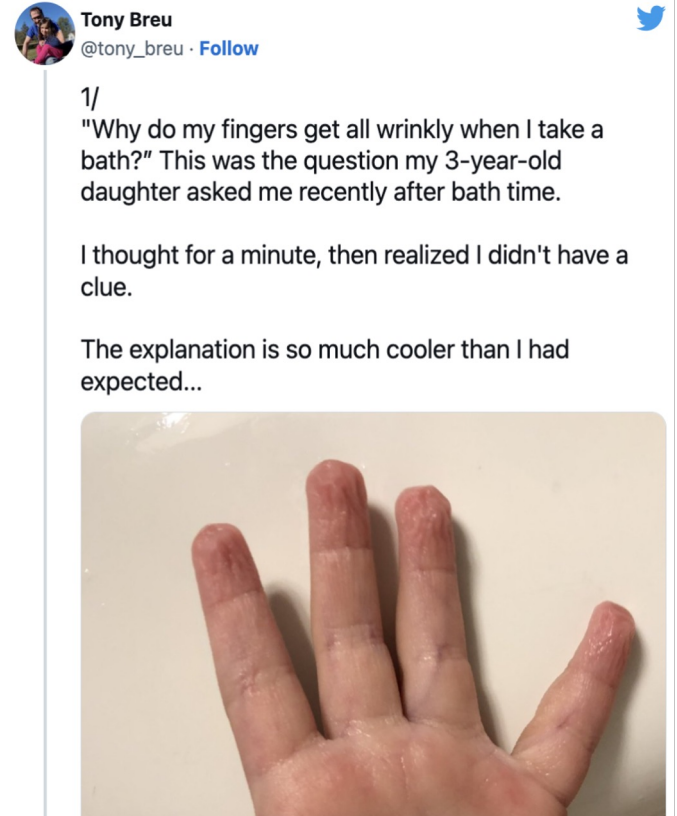 Tony Breu
@tony_breu · Follow
1/
"Why do my fingers get all wrinkly when I take a
bath?” This was the question my 3-year-old
daughter asked me recently after bath time.
I thought for a minute, then realized I didn't have a
clue.
The explanation is so much cooler than I had
expected...